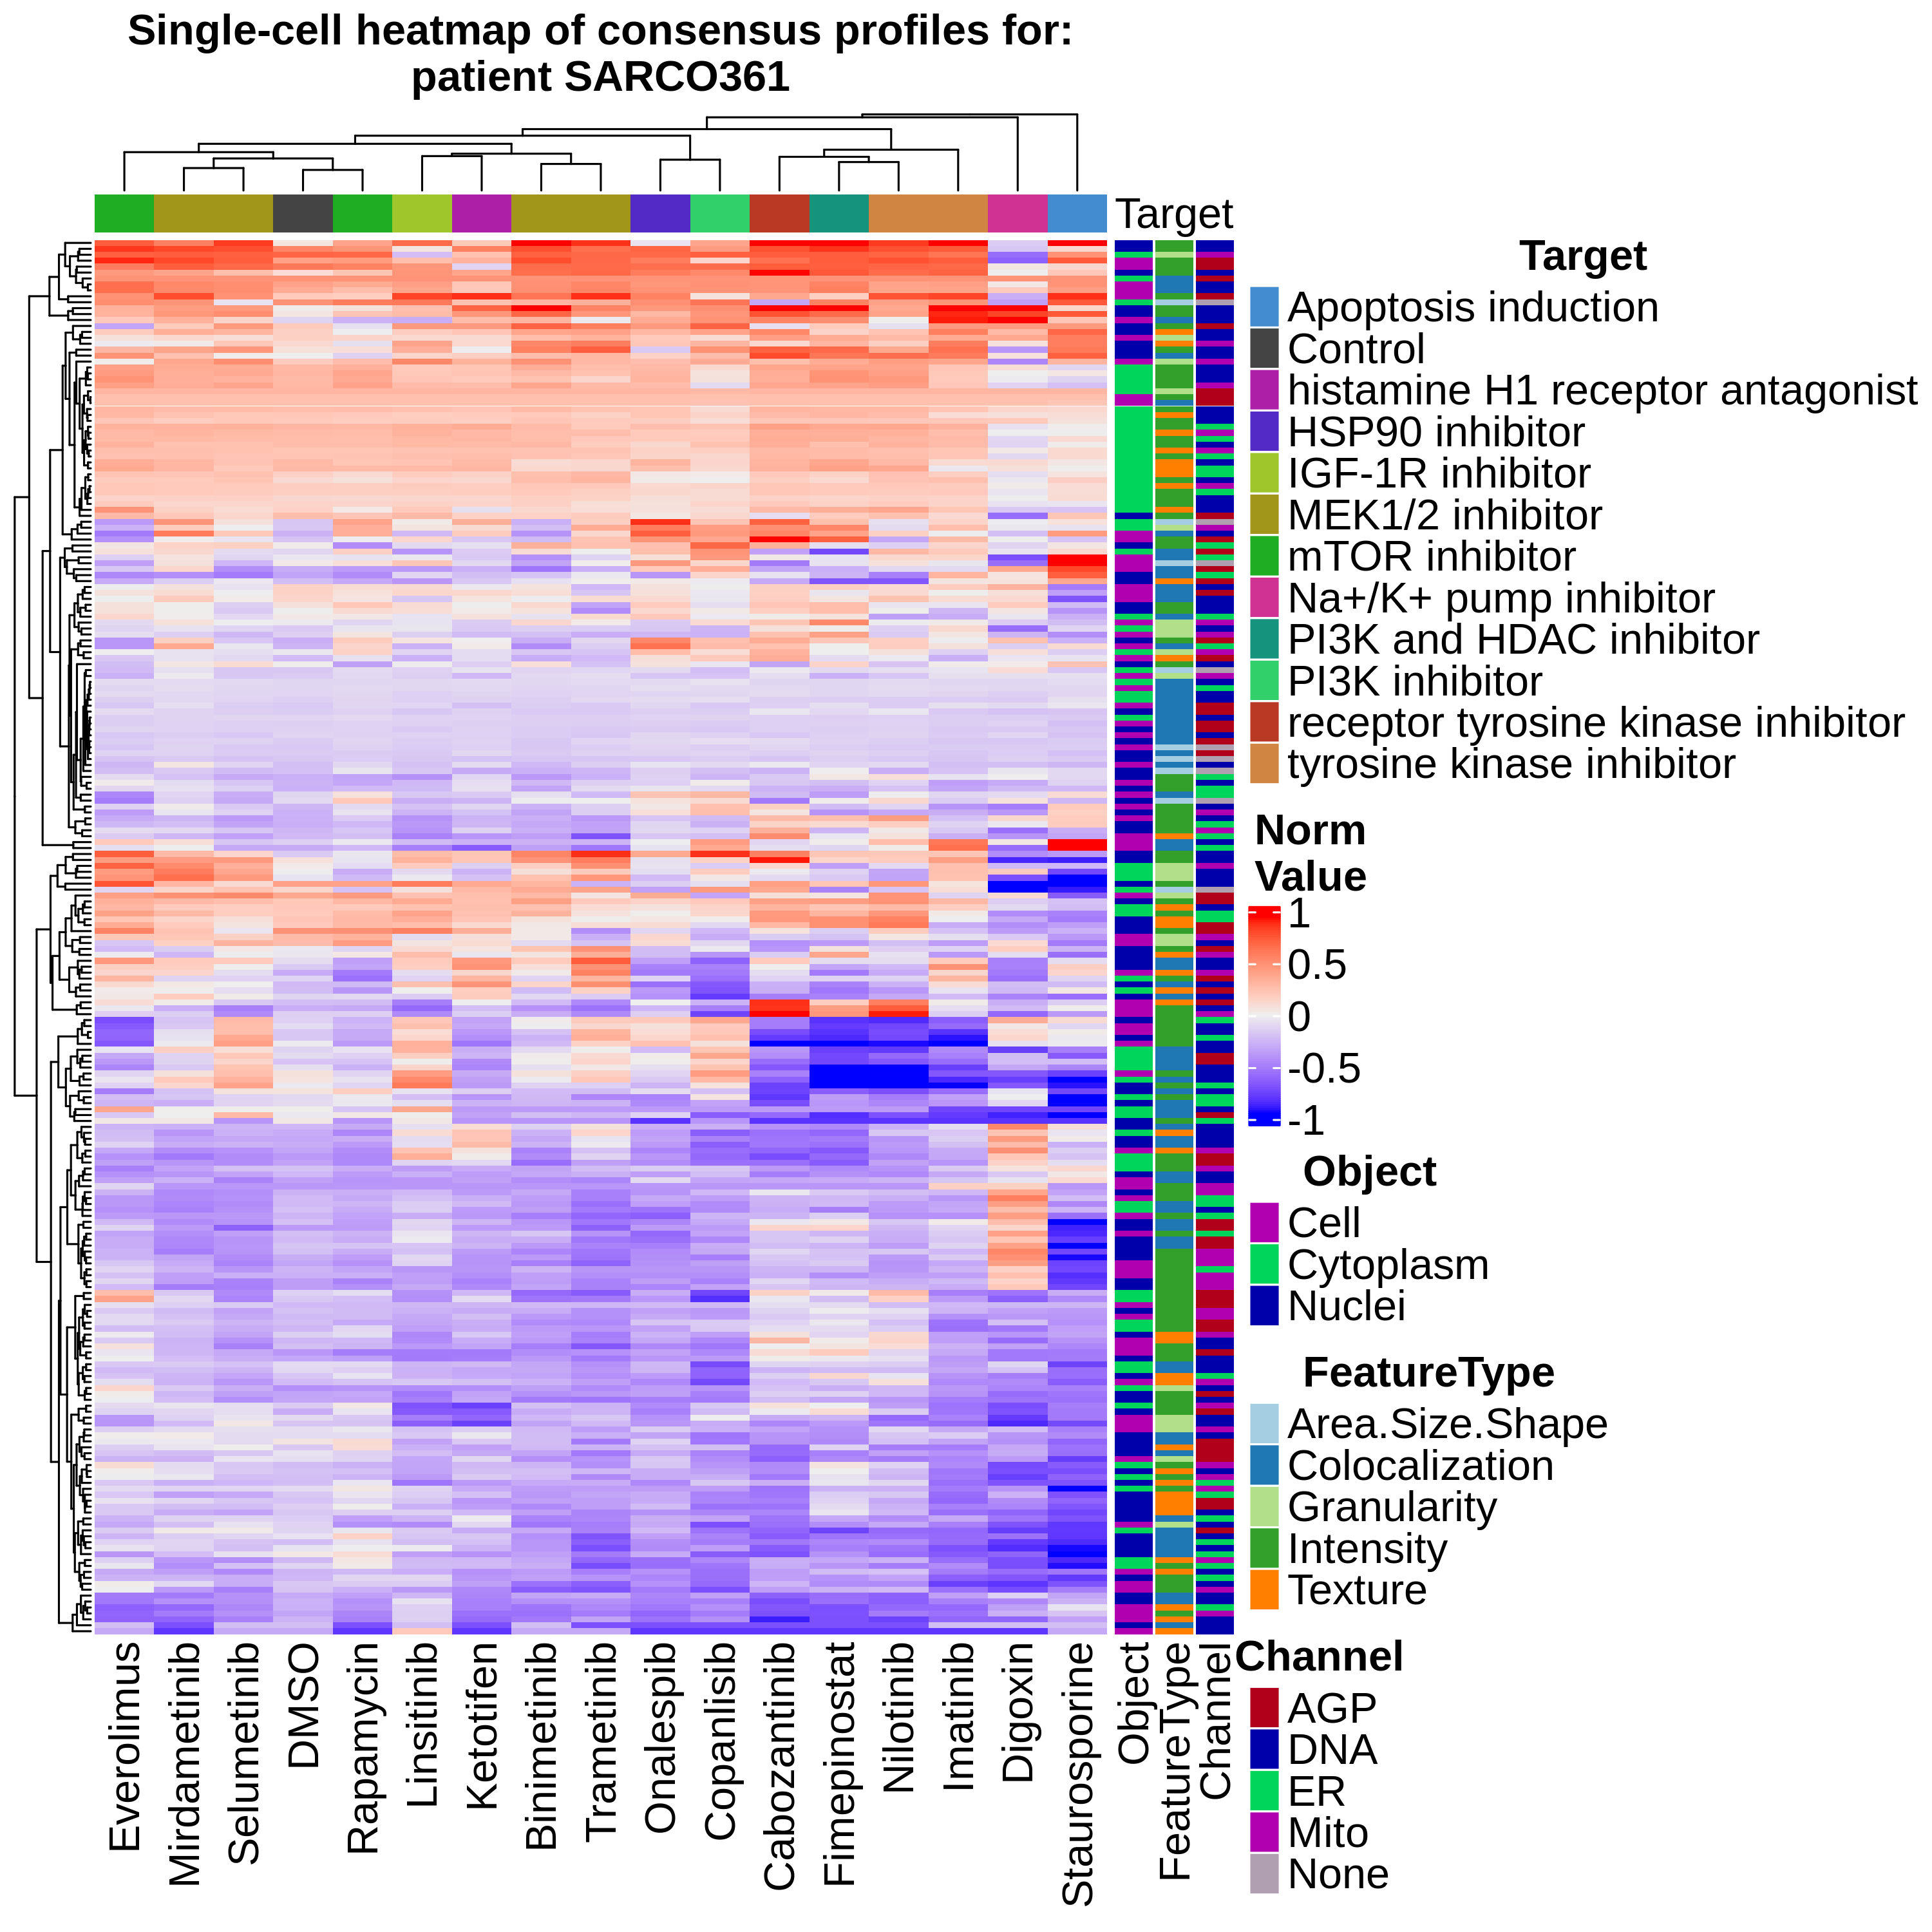 Single-cell heatmap of consensus profiles for:
patient SARCO361
Target
Target
Apoptosis induction
Control
histamine H1 receptor antagonist
HSP90 inhibitor
IGF-1R inhibitor
MEK1/2 inhibitor
mTOR inhibitor
Na+/K+ pump inhibitor
PI3K and HDAC inhibitor
PI3K inhibitor
receptor tyrosine kinase inhibitor
tyrosine kinase inhibitor
Norm
Value
1
0.5
0
-0.5
-1
Object
Cell
Cytoplasm
Nuclei
FeatureType
Area.Size.Shape
Colocalization
Granularity
Intensity
Texture
Channel
AGP
DNA
ER
Mito
None
Everolimus
Mirdametinib
Selumetinib
DMSO
Rapamycin
Linsitinib
Ketotifen
Binimetinib
Trametinib
Onalespib
Copanlisib
Cabozantinib
Fimepinostat
Nilotinib
Imatinib
Digoxin
Staurosporine
Object
FeatureType
Channel